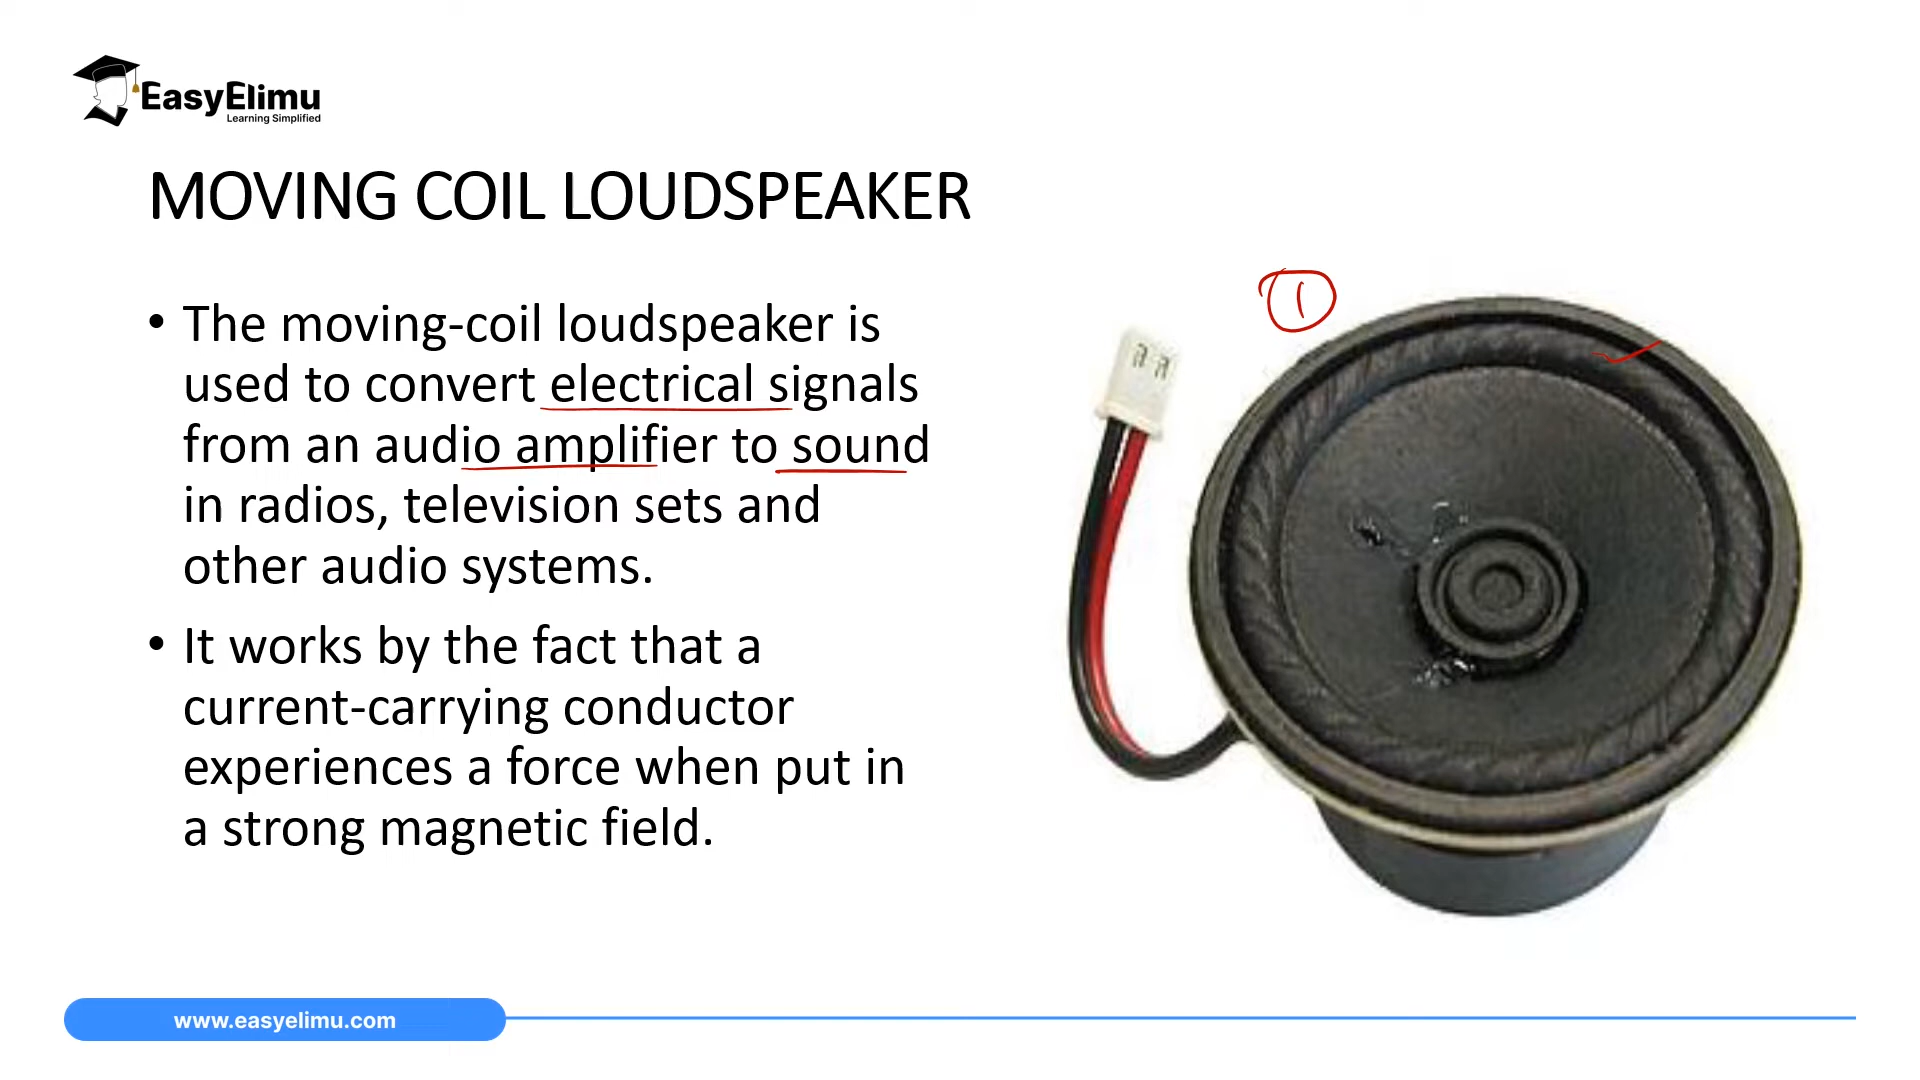 EasyElimu
Learning Simplified
MOVING COIL LOUDSPEAKER
• The moving-coil loudspeaker is
used to convert electrical signals
from an audio amplifier to sound
in radios, television sets and
other audio systems.
• It works by the fact that a
current-carrying conductor
experiences a force when put in
a strong magnetic field.
1
www.easyelimu.com